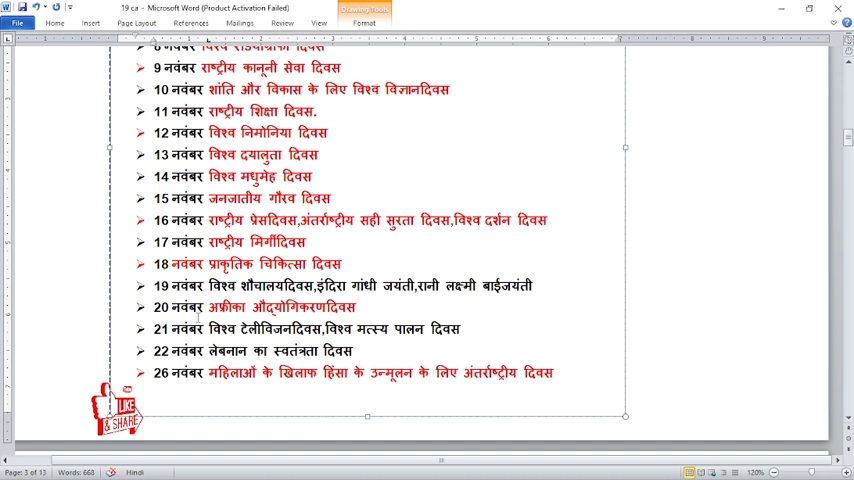 19 ca - Microsoft Word (Product Activation Failed)
Drawing Tools
File Home Insert Page Layout References Mailings Review View Format
8 नवंबर विश्व रेडियोग्राफी दिवस
9 नवंबर राष्ट्रीय कानूनी सेवा दिवस
10 नवंबर शांति और विकास के लिए विश्व विज्ञानदिवस
11 नवंबर राष्ट्रीय शिक्षा दिवस.
12 नवंबर विश्व निमोनिया दिवस
13 नवंबर विश्व दयालुता दिवस
14 नवंबर विश्व मधुमेह दिवस
15 नवंबर जनजातीय गौरव दिवस
16 नवंबर राष्ट्रीय प्रेसदिवस,अंतर्राष्ट्रीय सही सुरता दिवस,विश्व दर्शन दिवस
17 नवंबर राष्ट्रीय मिर्गीदिवस
18 नवंबर प्राकृतिक चिकित्सा दिवस
19 नवंबर विश्व शौचालयदिवस,इंदिरा गांधी जयंती,रानी लक्ष्मी बाईजयंती
20 नवंबर अफ्रीका औद्योगिकरणदिवस
21 नवंबर विश्व टेलीविजनदिवस,विश्व मत्स्य पालन दिवस
22 नवंबर लेबनान का स्वतंत्रता दिवस
26 नवंबर महिलाओं के खिलाफ हिंसा के उन्मूलन के लिए अंतर्राष्ट्रीय दिवस
LIKE
& SHARE
Page: 3 of 13 Words: 668 Hindi 120%